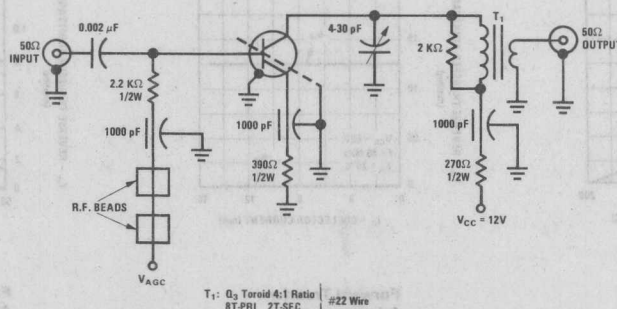 50Ω
INPUT
0.002 μF
2.2 KΩ
1/2W
1000 pF
R.F. BEADS
VAGC
1000 pF
390Ω
1/2W
4-30 pF
2 KΩ
T1
50Ω
OUTPUT
1000 pF
270Ω
1/2W
VCC = 12V
T1: Q3 Toroid 4:1 Ratio
8T-PRI 2T-SEC
#22 Wire